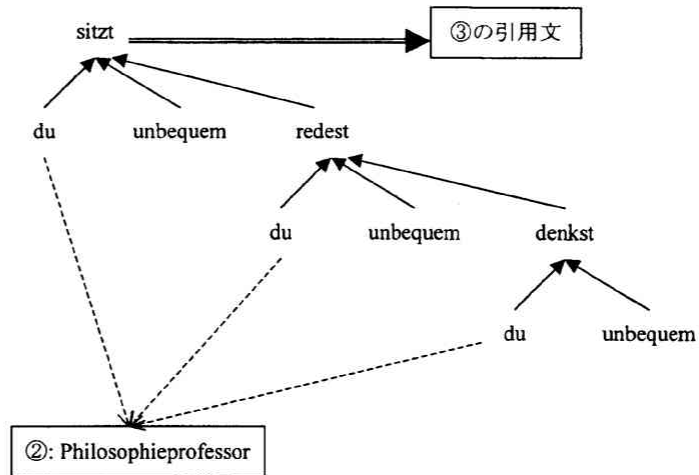 sitzt ③の引用文
du unbequem redest
du unbequem denkst
du unbequem
②: Philosophieprofessor